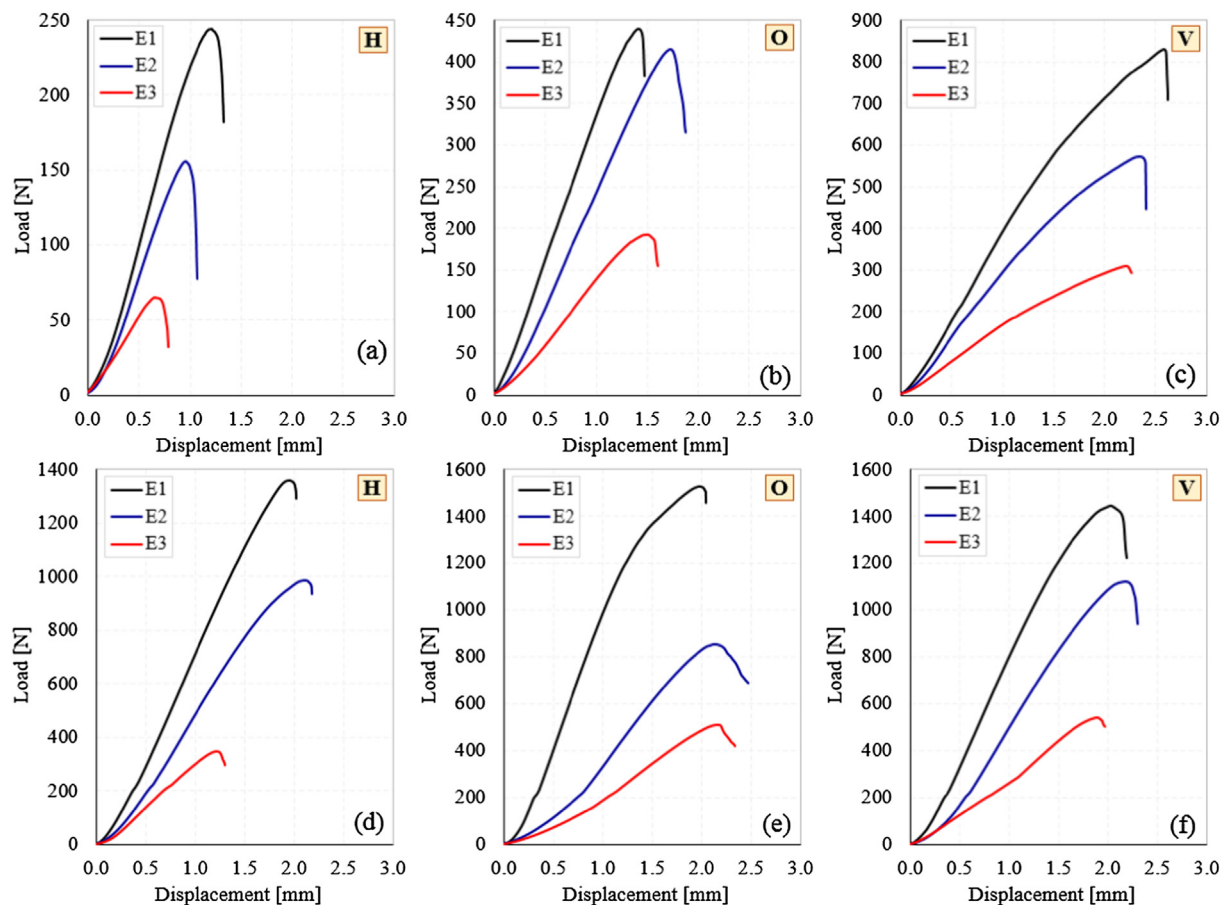 H
E1
E2
E3
Load [N]
250
200
150
100
50
0
0.0 0.5 1.0 1.5 2.0 2.5 3.0
Displacement [mm]
(a)
O
E1
E2
E3
Load [N]
450
400
350
300
250
200
150
100
50
0
0.0 0.5 1.0 1.5 2.0 2.5 3.0
Displacement [mm]
(b)
V
E1
E2
E3
Load [N]
900
800
700
600
500
400
300
200
100
0
0.0 0.5 1.0 1.5 2.0 2.5 3.0
Displacement [mm]
(c)
H
E1
E2
E3
Load [N]
1400
1200
1000
800
600
400
200
0
0.0 0.5 1.0 1.5 2.0 2.5 3.0
Displacement [mm]
(d)
O
E1
E2
E3
Load [N]
1600
1400
1200
1000
800
600
400
200
0
0.0 0.5 1.0 1.5 2.0 2.5 3.0
Displacement [mm]
(e)
V
E1
E2
E3
Load [N]
1600
1400
1200
1000
800
600
400
200
0
0.0 0.5 1.0 1.5 2.0 2.5 3.0
Displacement [mm]
(f)